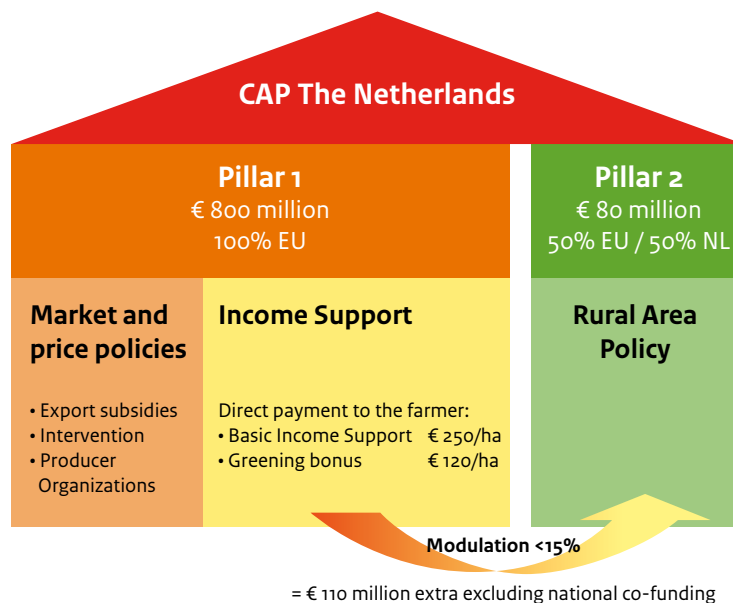 CAP The Netherlands
Pillar 1
€ 800 million
100% EU
Pillar 2
€ 80 million
50% EU / 50% NL
Market and
price policies
• Export subsidies
• Intervention
• Producer
Organizations
Income Support
Direct payment to the farmer:
• Basic Income Support € 250/ha
• Greening bonus € 120/ha
Rural Area
Policy
Modulation <15%
= € 110 million extra excluding national co-funding